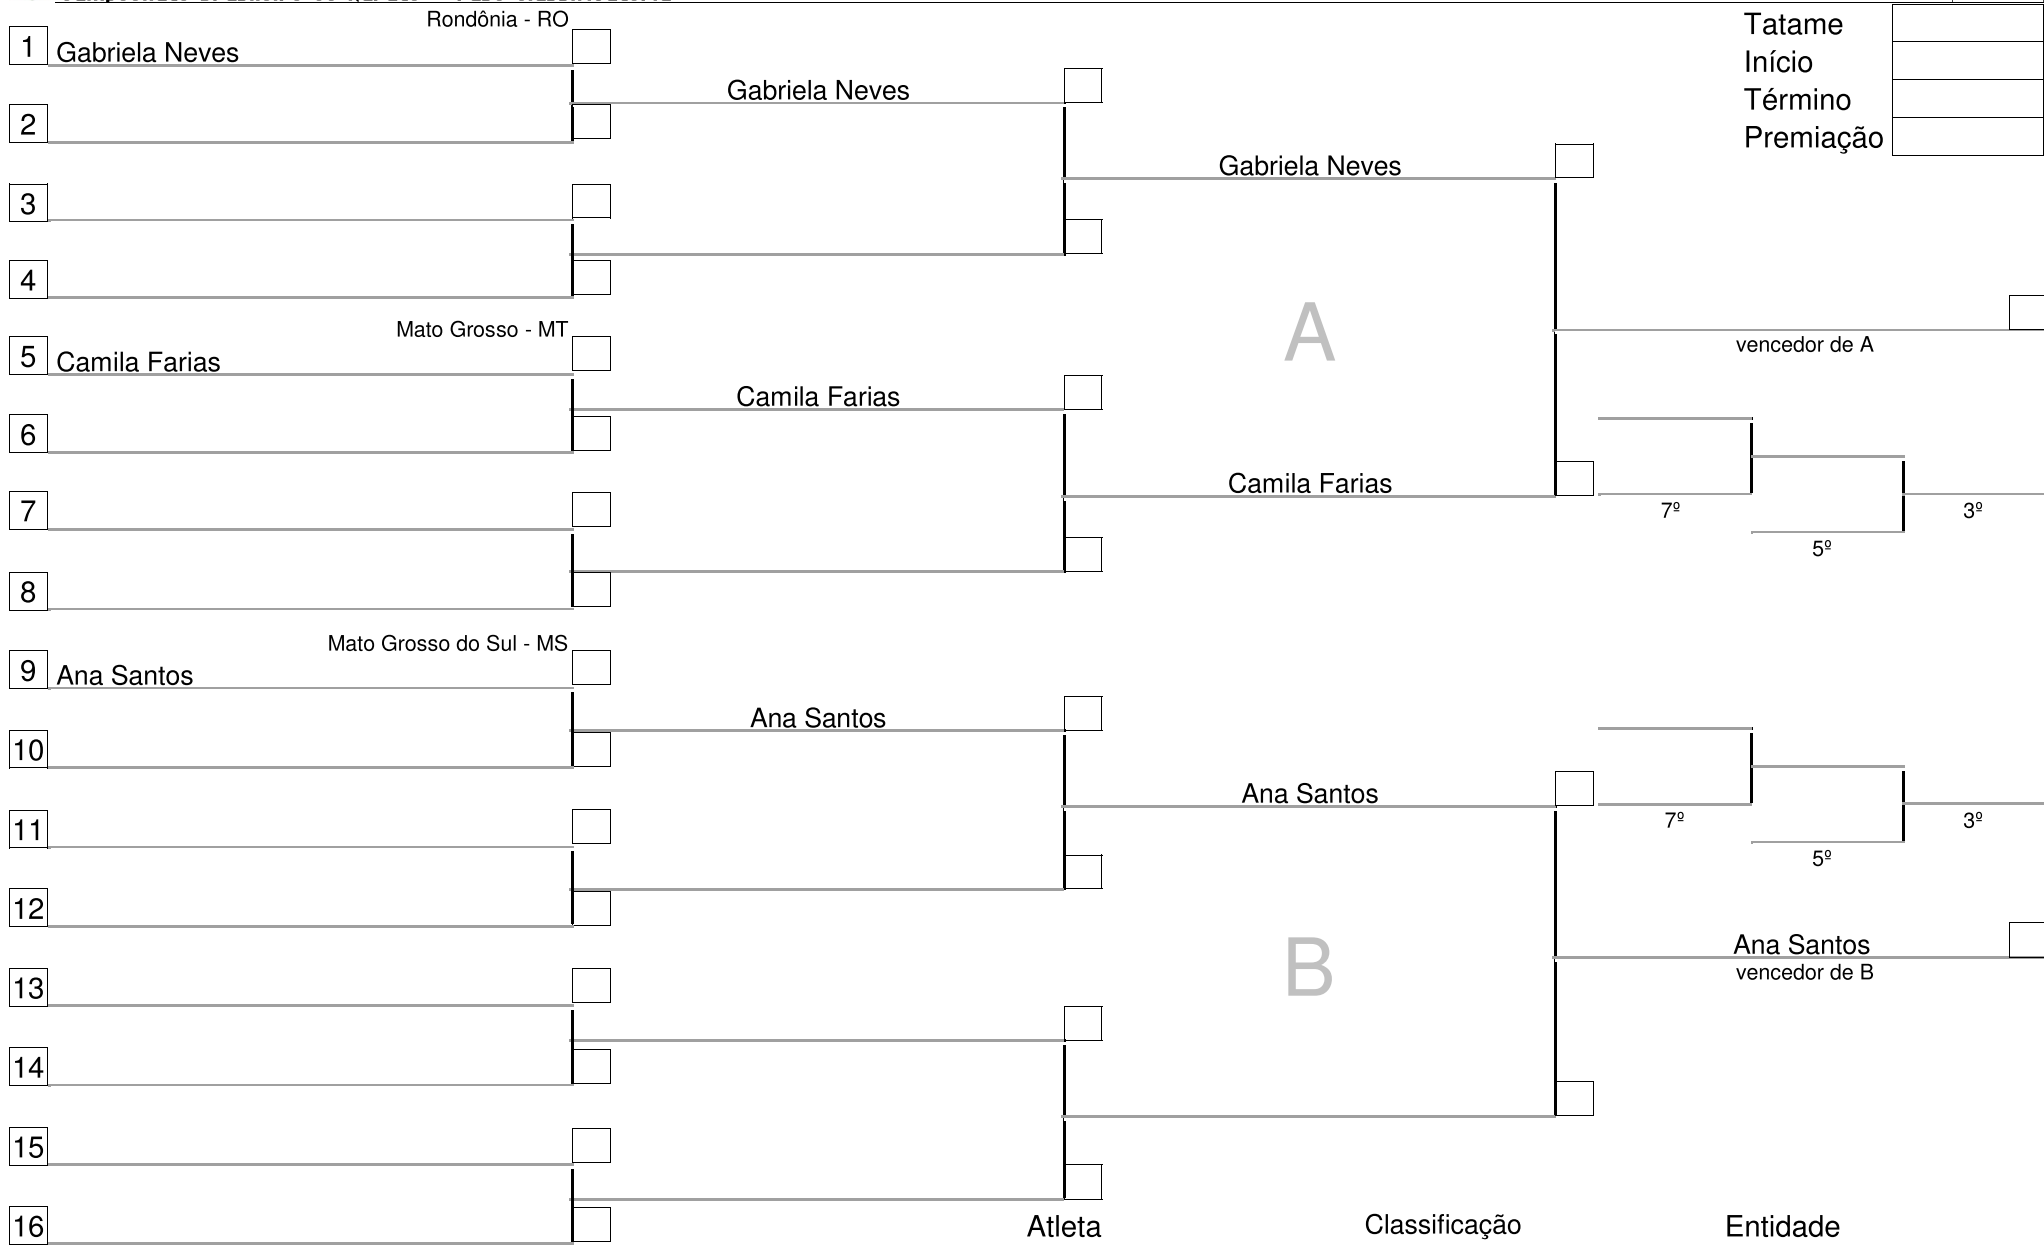 Rondônia - RO
1 Gabriela Neves
2
3
4
Mato Grosso - MT
5 Camila Farias
6
7
8
Mato Grosso do Sul - MS
9 Ana Santos
10
11
12
13
14
15
16
Gabriela Neves
Camila Farias
Ana Santos
Gabriela Neves
A
Camila Farias
Ana Santos
B
Tatame
Início
Término
Premiação
vencedor de A
7º
5º
3º
7º
5º
3º
Ana Santos
vencedor de B
Atleta Classificação Entidade